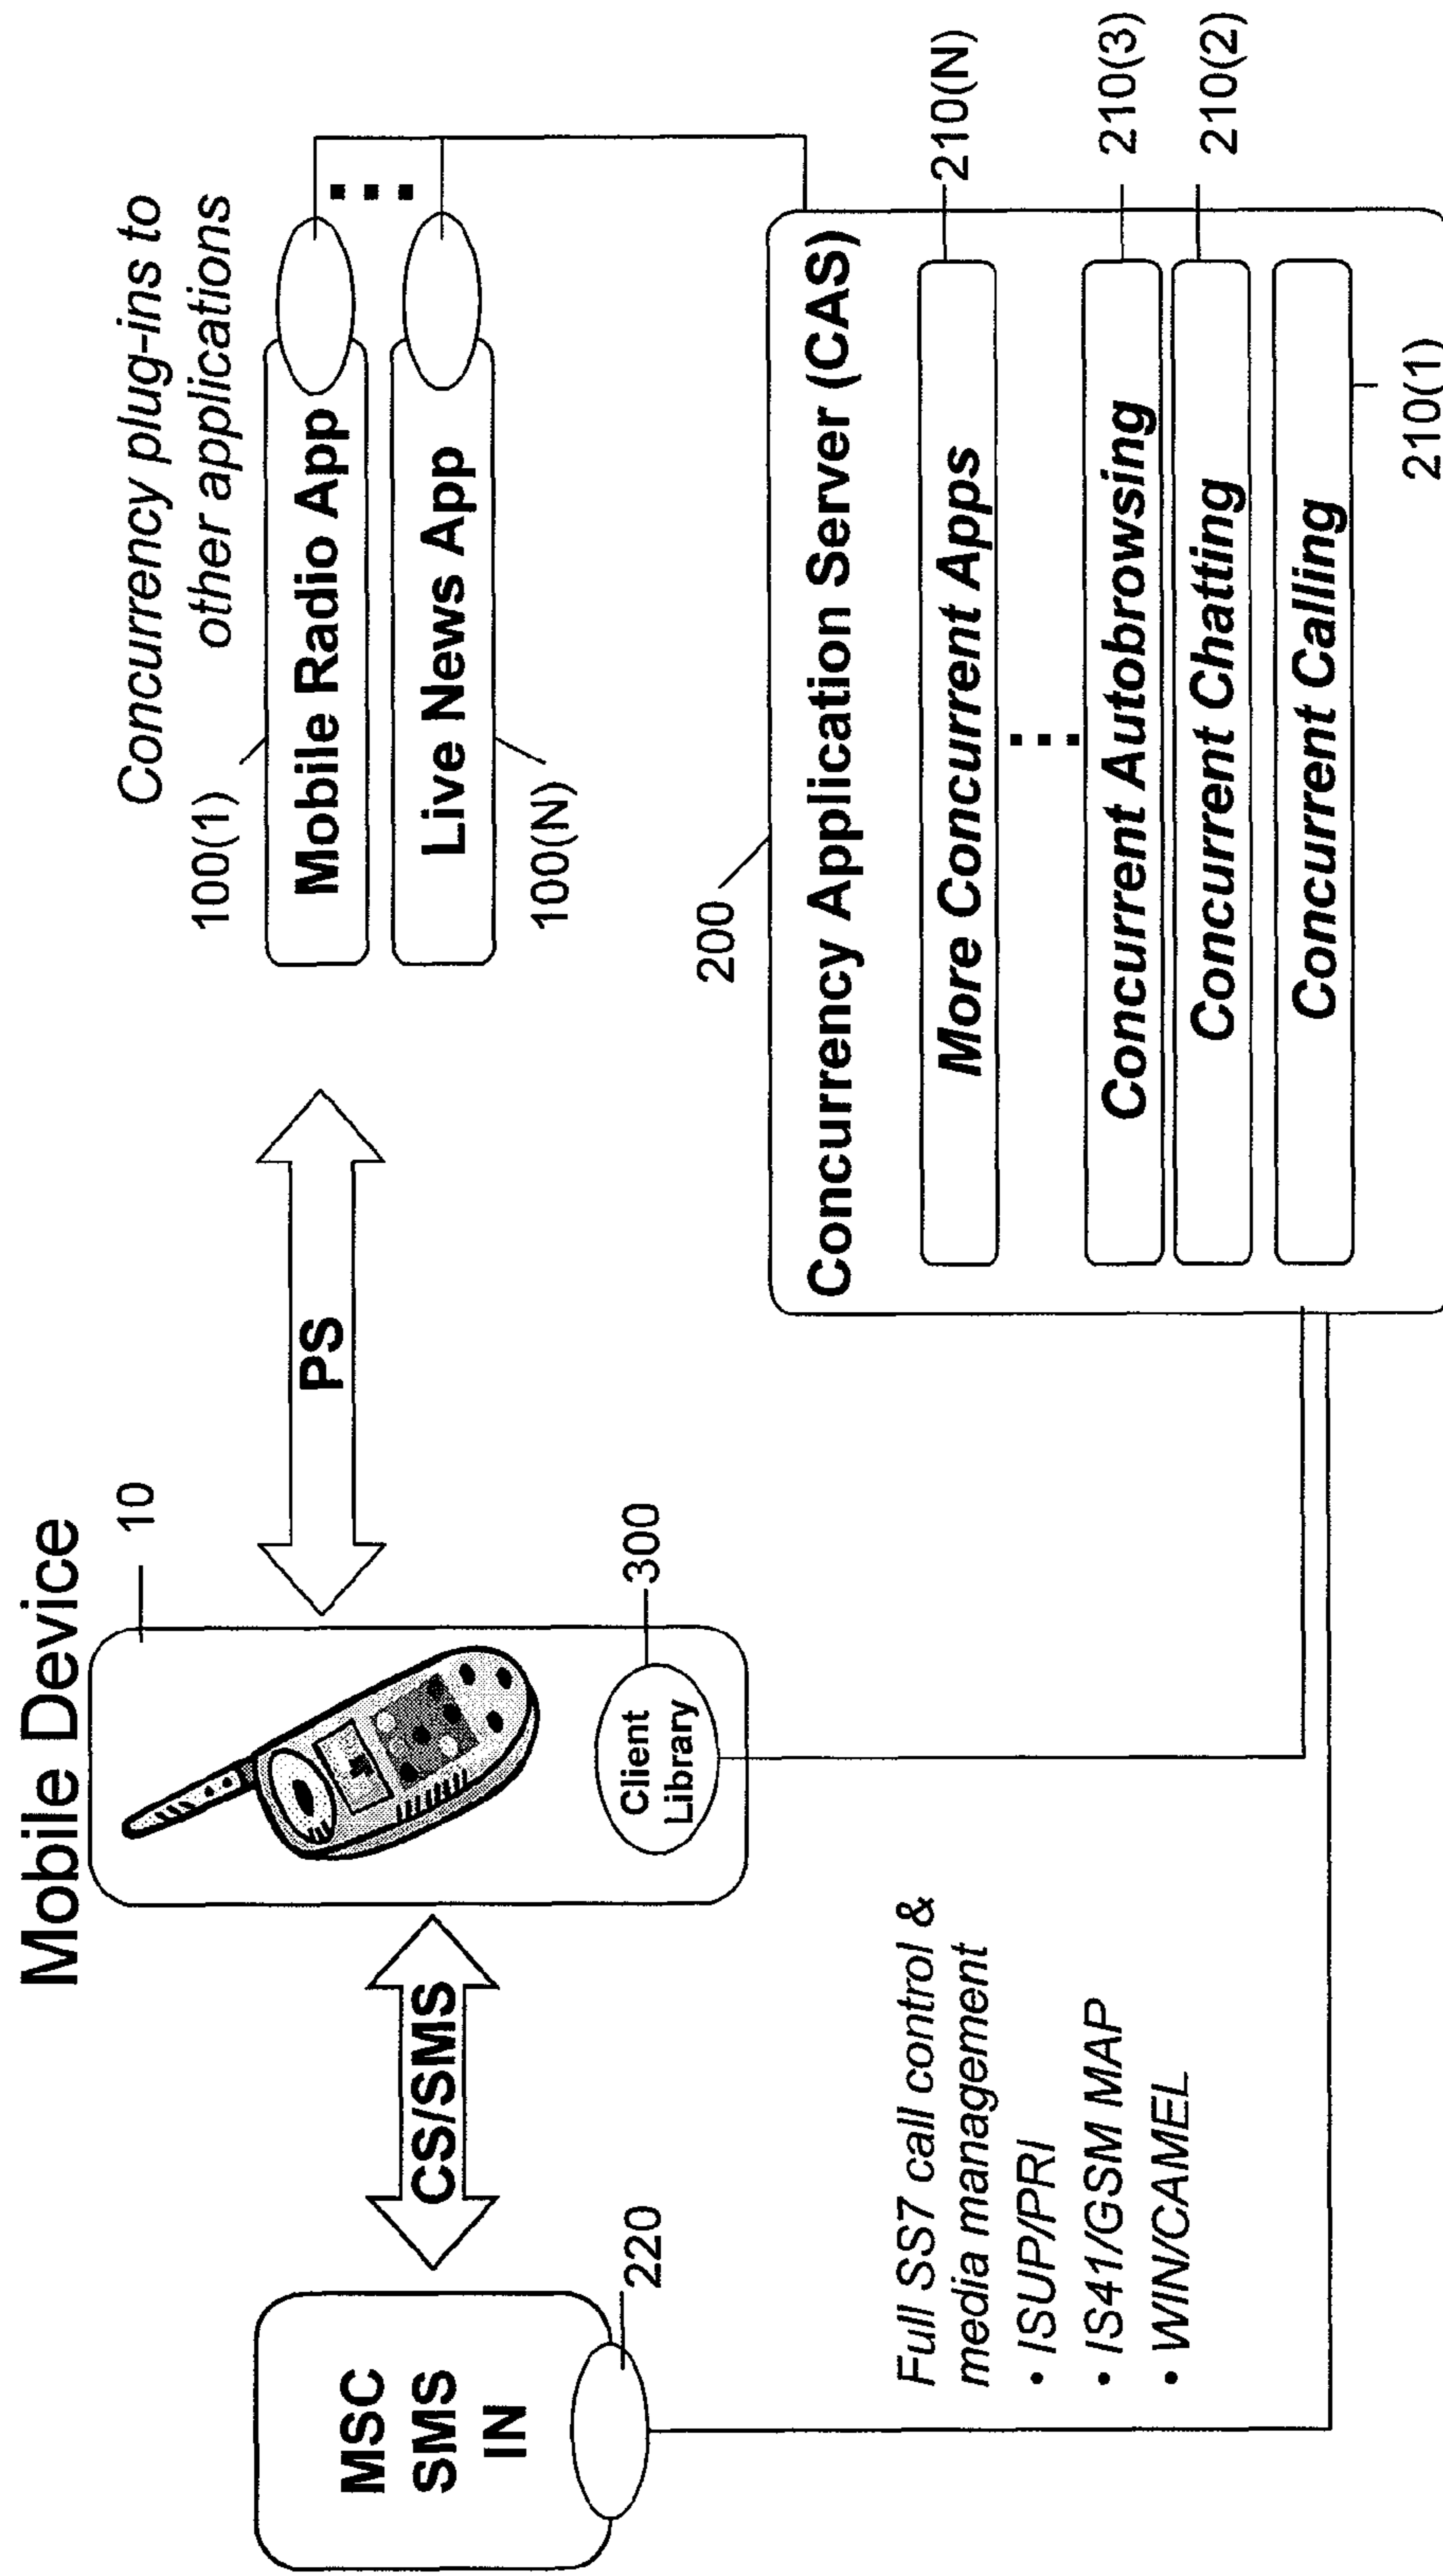 Mobile Device
10
Concurrency plug-ins to
other applications
100(1)
Mobile Radio App
Live News App
100(N)
PS
CS/SMS
MSC
SMS
IN
220
Client
Library
300
200
Concurrency Application Server (CAS)
More Concurrent Apps
210(N)
Concurrent Autobrowsing
210(3)
Concurrent Chatting
210(2)
Concurrent Calling
210(1)
Full SS7 call control &
media management
• ISUP/PRI
• IS41/GSM MAP
• WIN/CAMEL